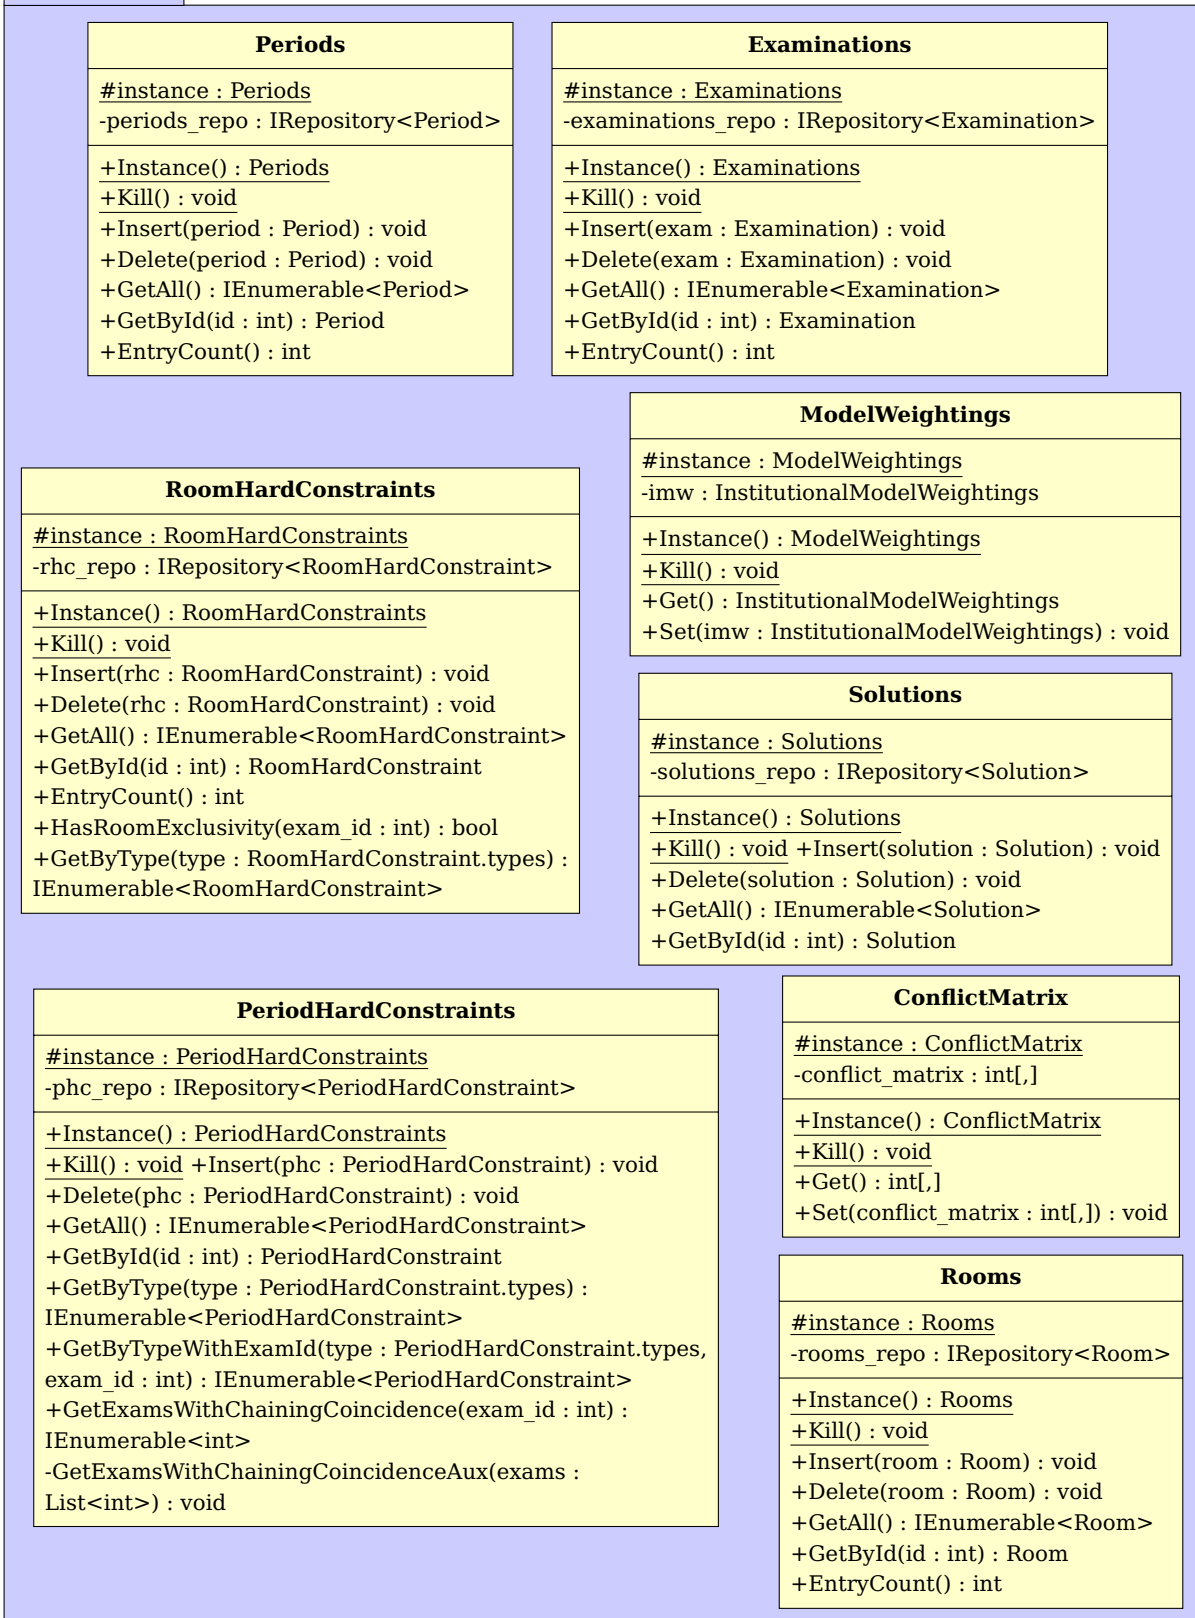 Periods
#instance : Periods
-periods_repo : IRepository<Period>
+Instance() : Periods
+Kill() : void
+Insert(period : Period) : void
+Delete(period : Period) : void
+GetAll() : IEnumerable<Period>
+GetById(id : int) : Period
+EntryCount() : int
Examinations
#instance : Examinations
-examinations_repo : IRepository<Examination>
+Instance() : Examinations
+Kill() : void
+Insert(exam : Examination) : void
+Delete(exam : Examination) : void
+GetAll() : IEnumerable<Examination>
+GetById(id : int) : Examination
+EntryCount() : int
ModelWeightings
#instance : ModelWeightings
-imw : InstitutionalModelWeightings
+Instance() : ModelWeightings
+Kill() : void
+Get() : InstitutionalModelWeightings
+Set(imw : InstitutionalModelWeightings) : void
RoomHardConstraints
#instance : RoomHardConstraints
-rhc_repo : IRepository<RoomHardConstraint>
+Instance() : RoomHardConstraints
+Kill() : void
+Insert(rhc : RoomHardConstraint) : void
+Delete(rhc : RoomHardConstraint) : void
+GetAll() : IEnumerable<RoomHardConstraint>
+GetById(id : int) : RoomHardConstraint
+EntryCount() : int
+HasRoomExclusivity(exam_id : int) : bool
+GetByType(type : RoomHardConstraint.types) :
IEnumerable<RoomHardConstraint>
Solutions
#instance : Solutions
-solutions_repo : IRepository<Solution>
+Instance() : Solutions
+Kill() : void +Insert(solution : Solution) : void
+Delete(solution : Solution) : void
+GetAll() : IEnumerable<Solution>
+GetById(id : int) : Solution
PeriodHardConstraints
#instance : PeriodHardConstraints
-phc_repo : IRepository<PeriodHardConstraint>
+Instance() : PeriodHardConstraints
+Kill() : void +Insert(phc : PeriodHardConstraint) : void
+Delete(phc : PeriodHardConstraint) : void
+GetAll() : IEnumerable<PeriodHardConstraint>
+GetById(id : int) : PeriodHardConstraint
+GetByType(type : PeriodHardConstraint.types) :
IEnumerable<PeriodHardConstraint>
+GetByTypeWithExamId(type : PeriodHardConstraint.types,
exam_id : int) : IEnumerable<PeriodHardConstraint>
+GetExamsWithChainingCoincidence(exam_id : int) :
IEnumerable<int>
-GetExamsWithChainingCoincidenceAux(exams :
List<int>) : void
ConflictMatrix
#instance : ConflictMatrix
-conflict_matrix : int[,]
+Instance() : ConflictMatrix
+Kill() : void
+Get() : int[,]
+Set(conflict_matrix : int[,]) : void
Rooms
#instance : Rooms
-rooms_repo : IRepository<Room>
+Instance() : Rooms
+Kill() : void
+Insert(room : Room) : void
+Delete(room : Room) : void
+GetAll() : IEnumerable<Room>
+GetById(id : int) : Room
+EntryCount() : int